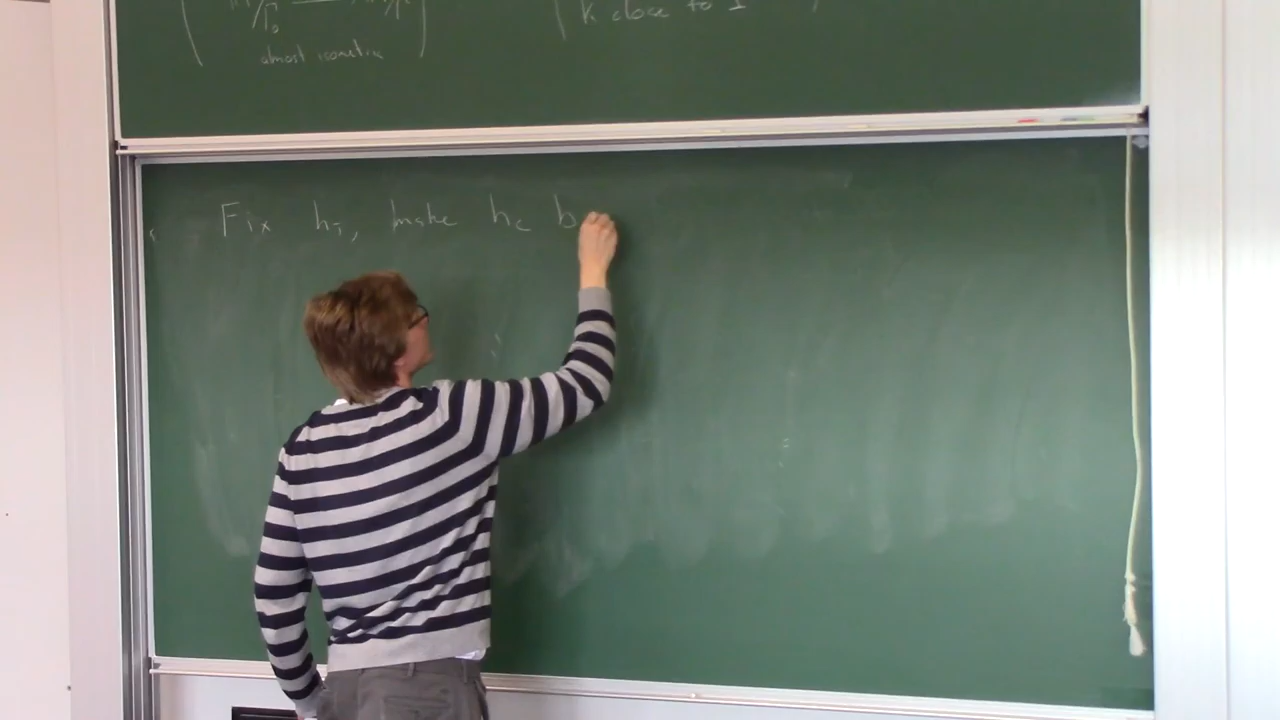 k close to 1
almost isometric
Fix h_T, make h_c b